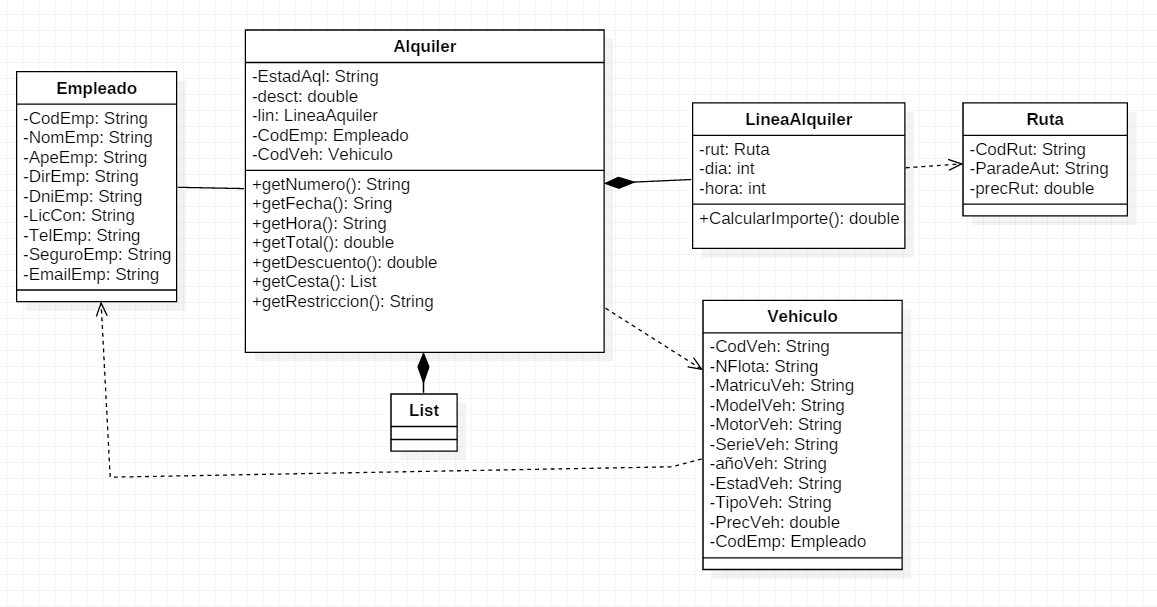 Empleado
-CodEmp: String
-NomEmp: String
-ApeEmp: String
-DirEmp: String
-DniEmp: String
-LicCon: String
-TelEmp: String
-SeguroEmp: String
-EmailEmp: String
Alquiler
-EstadAql: String
-desct: double
-lin: LineaAquiler
-CodEmp: Empleado
-CodVeh: Vehiculo
+getNumero(): String
+getFecha(): Sring
+getHora(): String
+getTotal(): double
+getDescuento(): double
+getCesta(): List
+getRestriccion(): String
List
LineaAlquiler
-rut: Ruta
-dia: int
-hora: int
+CalcularImporte(): double
Ruta
-CodRut: String
-ParadeAut: String
-precRut: double
Vehiculo
-CodVeh: String
-NFlota: String
-MatricuVeh: String
-ModelVeh: String
-MotorVeh: String
-SerieVeh: String
-añoVeh: String
-EstadVeh: String
-TipoVeh: String
-PrecVeh: double
-CodEmp: Empleado